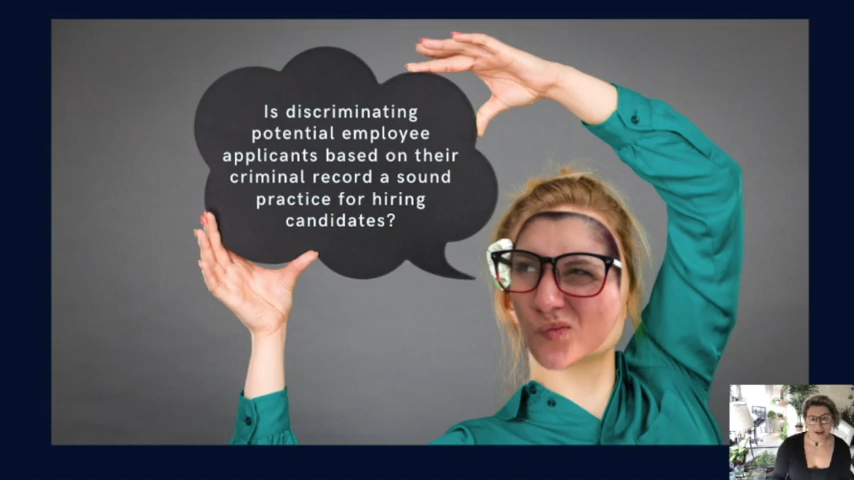 Is discriminating
potential employee
applicants based on their
criminal record a sound
practice for hiring
candidates?